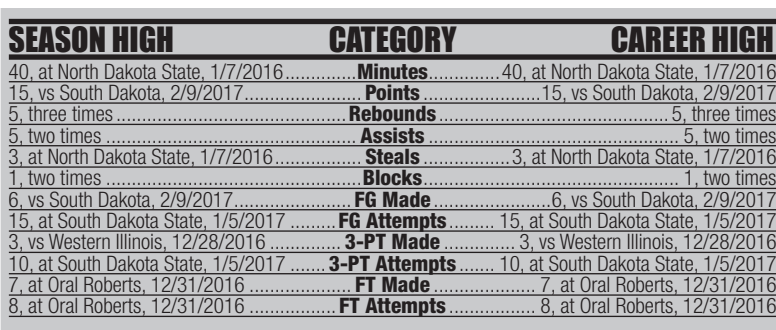 SEASON HIGH CATEGORY CAREER HIGH
40, at North Dakota State, 1/7/2016..............Minutes.............40, at North Dakota State, 1/7/2016
15, vs South Dakota, 2/9/2017....................Points.....................15, vs South Dakota, 2/9/2017
5, three times............................................Rebounds............................................5, three times
5, two times................................................Assists................................................5, two times
3, at North Dakota State, 1/7/2016................Steals................3, at North Dakota State, 1/7/2016
1, two times................................................Blocks................................................1, two times
6, vs South Dakota, 2/9/2017....................FG Made.....................6, vs South Dakota, 2/9/2017
15, at South Dakota State, 1/5/2017..........FG Attempts........15, at South Dakota State, 1/5/2017
3, vs Western Illinois, 12/28/2016..............3-PT Made............3, vs Western Illinois, 12/28/2016
10, at South Dakota State, 1/5/2017.......3-PT Attempts.......10, at South Dakota State, 1/5/2017
7, at Oral Roberts, 12/31/2016....................FT Made....................7, at Oral Roberts, 12/31/2016
8, at Oral Roberts, 12/31/2016.................FT Attempts.................8, at Oral Roberts, 12/31/2016